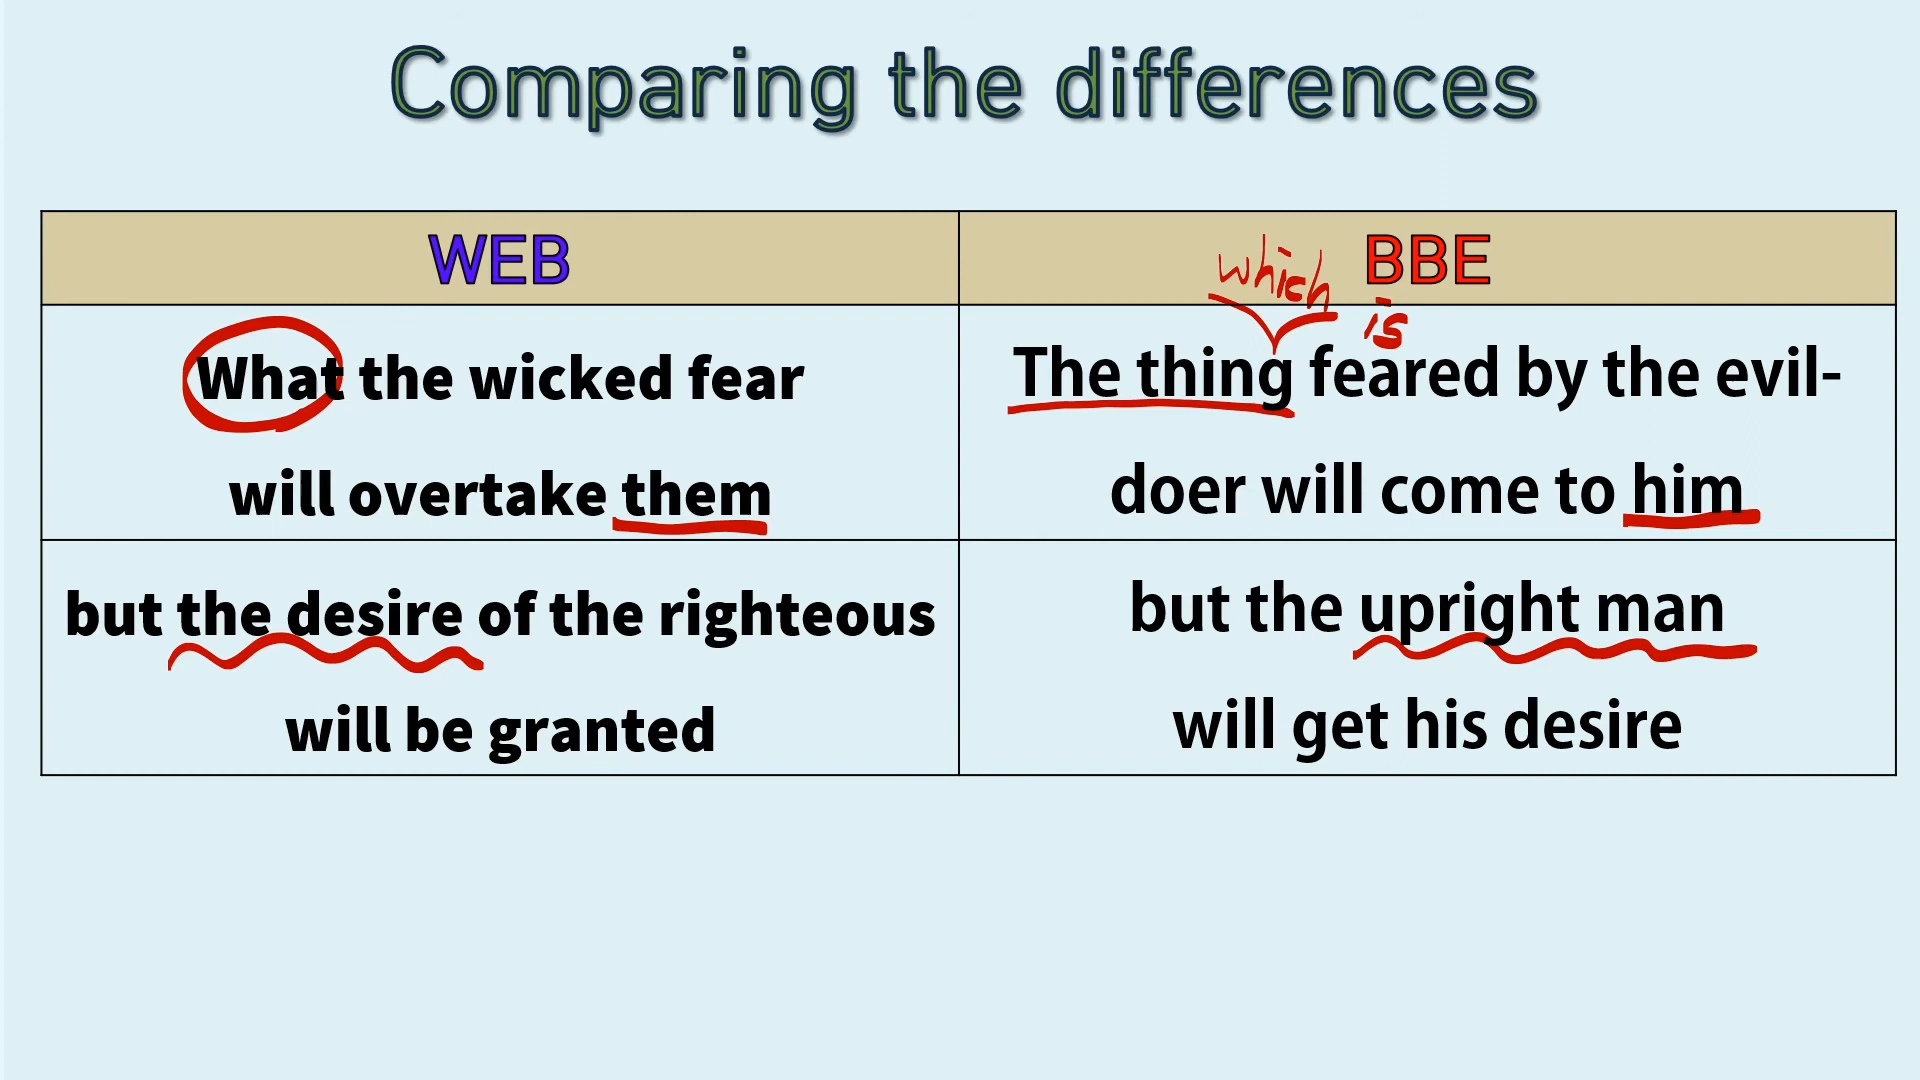 Comparing the differences
WEB
BBE
which
is
What the wicked fear
will overtake them
The thing feared by the evil-
doer will come to him
but the desire of the righteous
will be granted
but the upright man
will get his desire